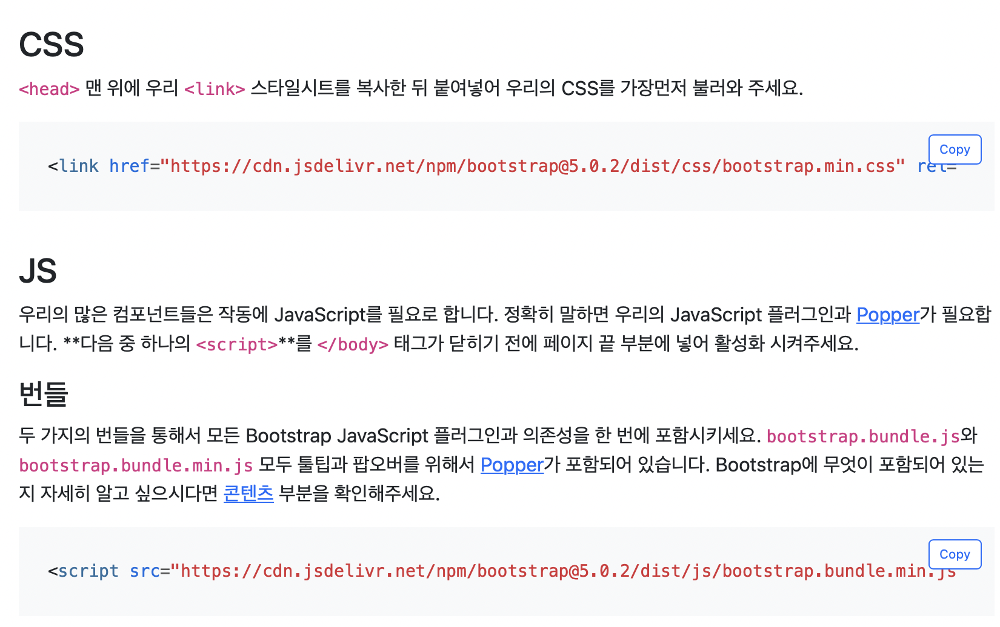 CSS
<head> 맨 위에 우리 <link> 스타일시트를 복사한 뒤 붙여넣어 우리의 CSS를 가장먼저 불러와 주세요.
Copy
<link href="https://cdn.jsdelivr.net/npm/bootstrap@5.0.2/dist/css/bootstrap.min.css" rel=
JS
우리의 많은 컴포넌트들은 작동에 JavaScript를 필요로 합니다. 정확히 말하면 우리의 JavaScript 플러그인과 Popper가 필요합
니다. **다음 중 하나의 <script>**를 </body> 태그가 닫히기 전에 페이지 끝 부분에 넣어 활성화 시켜주세요.
번들
두 가지의 번들을 통해서 모든 Bootstrap JavaScript 플러그인과 의존성을 한 번에 포함시키세요. bootstrap.bundle.js와
bootstrap.bundle.min.js 모두 툴팁과 팝오버를 위해서 Popper가 포함되어 있습니다. Bootstrap에 무엇이 포함되어 있는
지 자세히 알고 싶으시다면 콘텐츠 부분을 확인해주세요.
Copy
<script src="https://cdn.jsdelivr.net/npm/bootstrap@5.0.2/dist/js/bootstrap.bundle.min.js